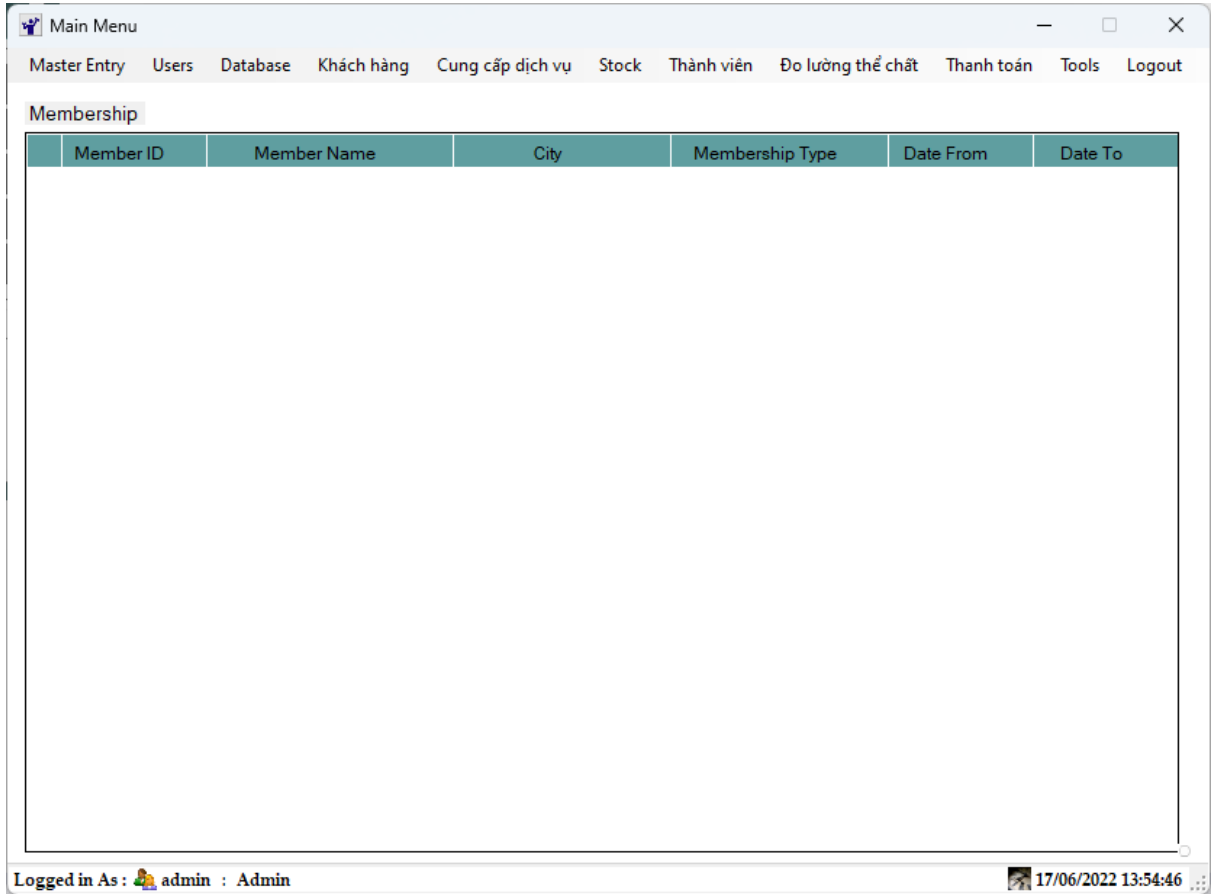 Main Menu
Master Entry Users Database Khách hàng Cung cấp dịch vụ Stock Thành viên Đo lường thể chất Thanh toán Tools Logout
Membership
Member ID Member Name City Membership Type Date From Date To
Logged in As : admin : Admin 17/06/2022 13:54:46